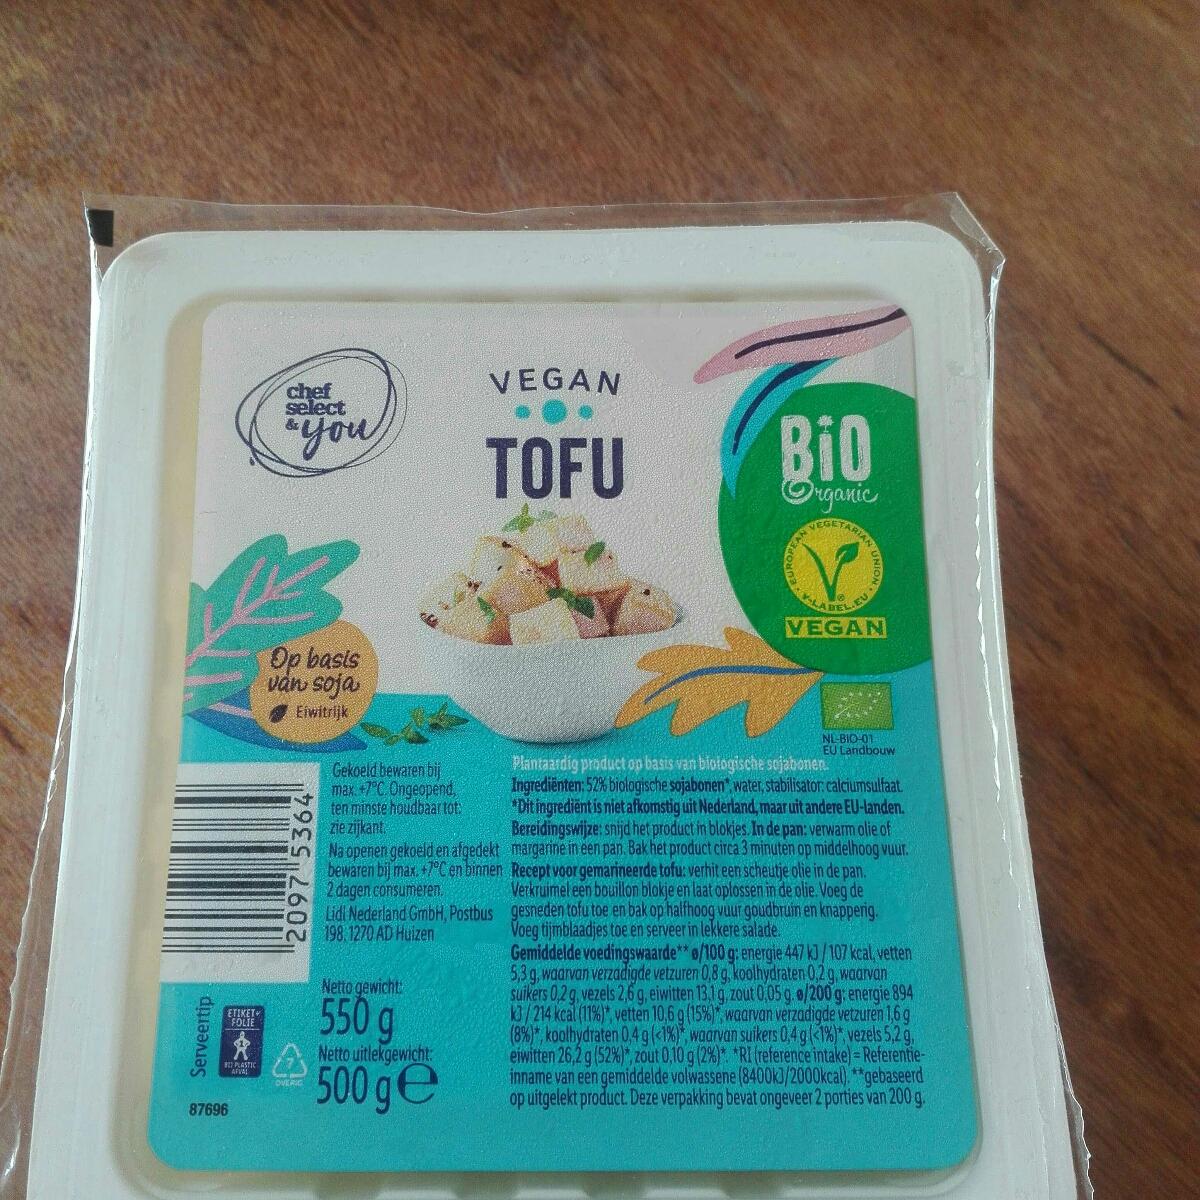 chef
select
& you
VEGAN
TOFU
BiO
Organic
EUROPEAN VEGETARIAN UNION
V-LABEL.EU
VEGAN
Op basis
van soja
Eiwitrijk
NL-BIO-01
EU Landbouw
2097 5364
Gekoeld bewaren bij
max. +7°C. Ongeopend,
ten minste houdbaar tot:
zie zijkant.
Na openen gekoeld en afgedekt
bewaren bij max. +7°C en binnen
2 dagen consumeren.
Lidl Nederland GmbH, Postbus
198, 1270 AD Huizen
Netto gewicht:
550 g
Netto uitlekgewicht:
500 g e
Serveertip
ETIKET+
FOLIE
1
BIJ PLASTIC
AFVAL
7
OVERIG
87696
Plantaardig product op basis van biologische sojabonen.
Ingrediënten: 52% biologische sojabonen*, water, stabilisator: calciumsulfaat.
*Dit ingrediënt is niet afkomstig uit Nederland, maar uit andere EU-landen.
Bereidingswijze: snijd het product in blokjes. In de pan: verwarm olie of
margarine in een pan. Bak het product circa 3 minuten op middelhoog vuur.
Recept voor gemarineerde tofu: verhit een scheutje olie in de pan.
Verkruimel een bouillon blokje en laat oplossen in de olie. Voeg de
gesneden tofu toe en bak op halfhoog vuur goudbruin en knapperig.
Voeg tijmblaadjes toe en serveer in lekkere salade.
Gemiddelde voedingswaarde** ø/100 g: energie 447 kJ / 107 kcal, vetten
5,3 g, waarvan verzadigde vetzuren 0,8 g, koolhydraten 0,2 g, waarvan
suikers 0,2 g, vezels 2,6 g, eiwitten 13,1 g, zout 0,05 g. ø/200 g: energie 894
kJ / 214 kcal (11%)*, vetten 10,6 g (15%)*, waarvan verzadigde vetzuren 1,6 g
(8%)*, koolhydraten 0,4 g (<1%)*, waarvan suikers 0,4 g (<1%)*, vezels 5,2 g,
eiwitten 26,2 g (52%)*, zout 0,10 g (2%)*. *RI (reference intake) = Referentie-
inname van een gemiddelde volwassene (8400kJ/2000kcal). **gebaseerd
op uitgelekt product. Deze verpakking bevat ongeveer 2 porties van 200 g.